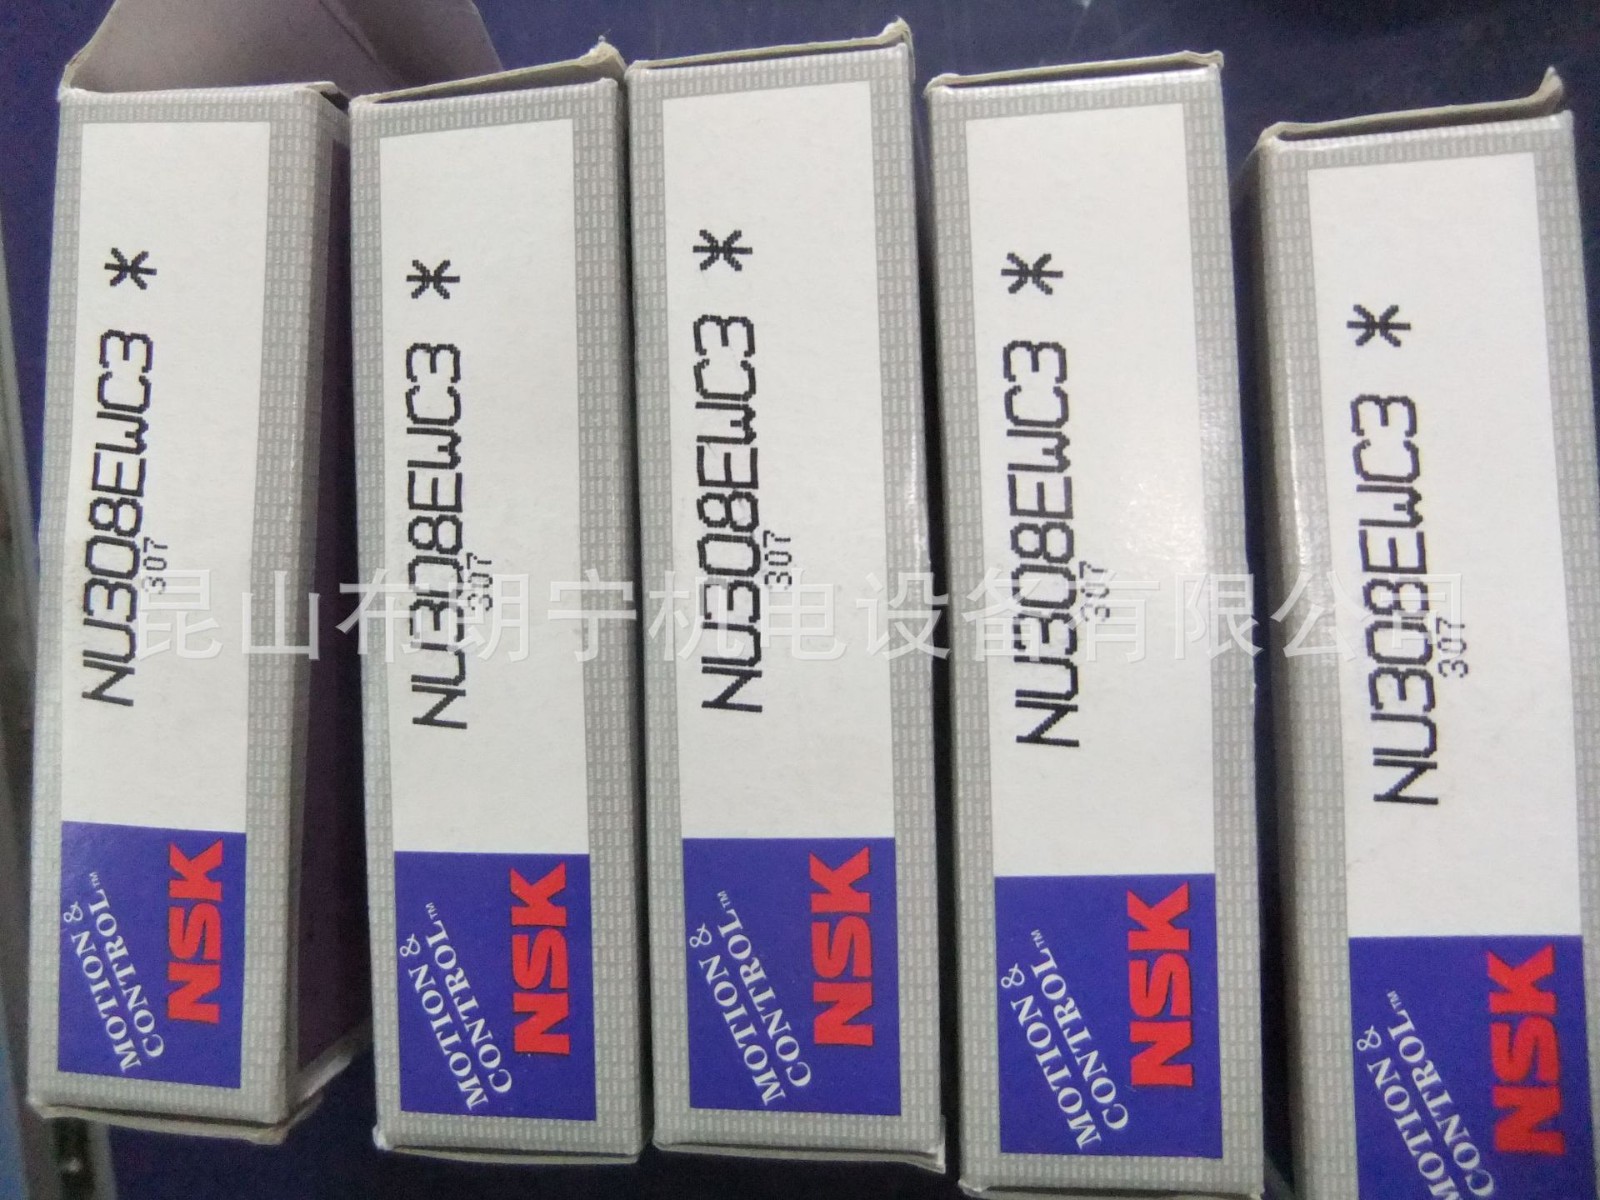 NU308EWC3 *
307
NSK
MOTION &
CONTROL™
NU308EWC3 *
307
NSK
MOTION &
CONTROL™
NU308EWC3 *
307
NSK
MOTION &
CONTROL™
NU308EWC3 *
307
NSK
MOTION &
CONTROL™
NU308EWC3 *
307
NSK
MOTION &
CONTROL™
昆山布朗宁机电设备有限公司